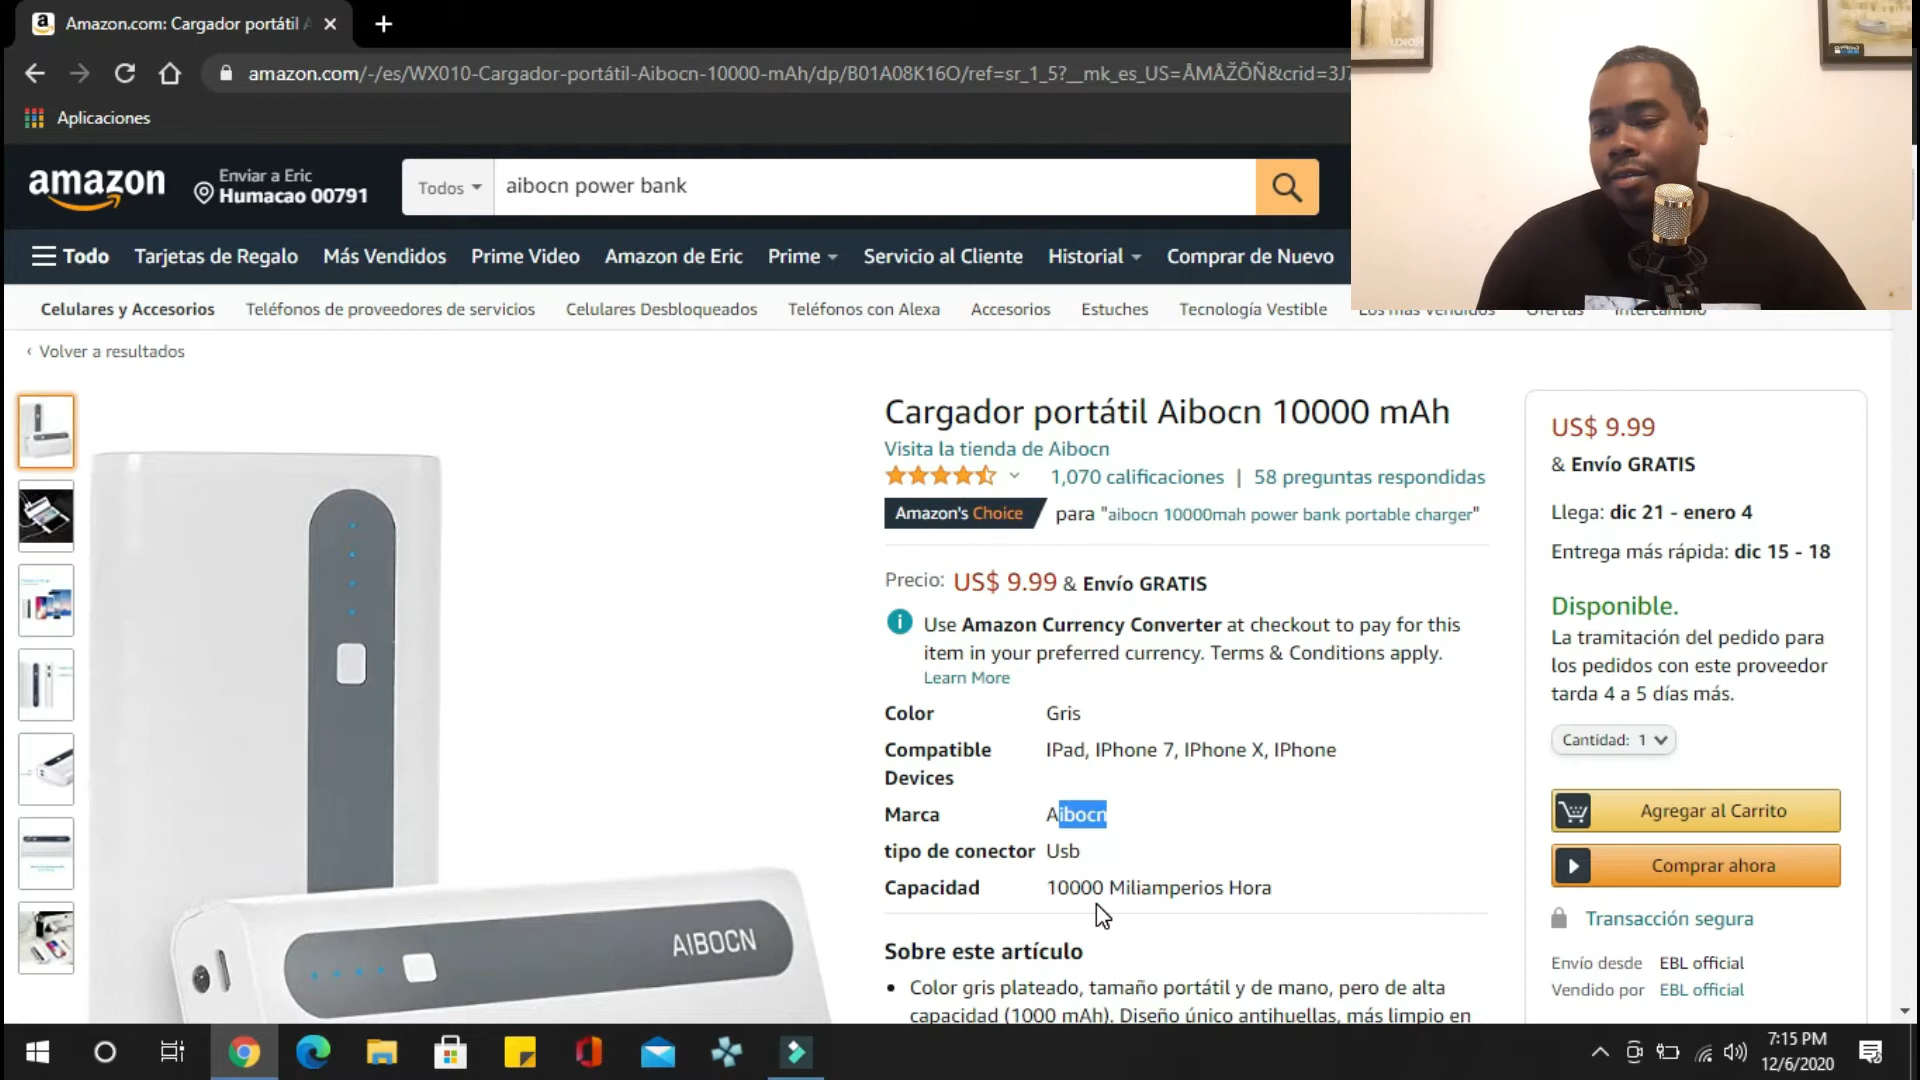 Amazon.com: Cargador portátil A
amazon.com/-/es/WX010-Cargador-portátil-Aibocn-10000-mAh/dp/B01A08K16O/ref=sr_1_5?__mk_es_US=ÅMÅŽÕÑ&crid=3J7
Aplicaciones
amazon
Enviar a Eric
Humacao 00791
Todos
aibocn power bank
Todo
Tarjetas de Regalo
Más Vendidos
Prime Video
Amazon de Eric
Prime
Servicio al Cliente
Historial
Comprar de Nuevo
Celulares y Accesorios
Teléfonos de proveedores de servicios
Celulares Desbloqueados
Teléfonos con Alexa
Accesorios
Estuches
Tecnología Vestible
Los más vendidos
Ofertas
Intercambio
‹ Volver a resultados
AIBOCN
Cargador portátil Aibocn 10000 mAh
Visita la tienda de Aibocn
1,070 calificaciones | 58 preguntas respondidas
Amazon's Choice para "aibocn 10000mah power bank portable charger"
Precio: US$ 9.99 & Envío GRATIS
Use Amazon Currency Converter at checkout to pay for this
item in your preferred currency. Terms & Conditions apply.
Learn More
Color Gris
Compatible Devices IPad, IPhone 7, IPhone X, IPhone
Marca Aibocn
tipo de conector Usb
Capacidad 10000 Miliamperios Hora
Sobre este artículo
• Color gris plateado, tamaño portátil y de mano, pero de alta
capacidad (1000 mAh). Diseño único antihuellas, más limpio en
US$ 9.99
& Envío GRATIS
Llega: dic 21 - enero 4
Entrega más rápida: dic 15 - 18
Disponible.
La tramitación del pedido para
los pedidos con este proveedor
tarda 4 a 5 días más.
Cantidad: 1
Agregar al Carrito
Comprar ahora
Transacción segura
Envío desde EBL official
Vendido por EBL official
7:15 PM
12/6/2020